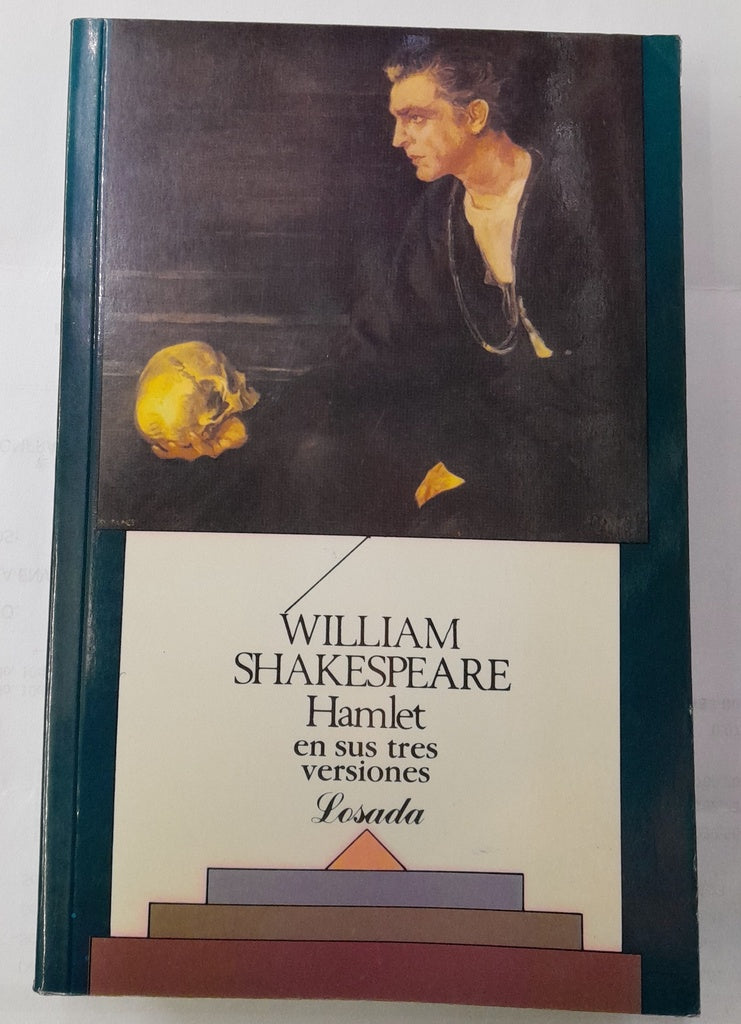 WILLIAM
SHAKESPEARE
Hamlet
en sus tres
versiones
Losada